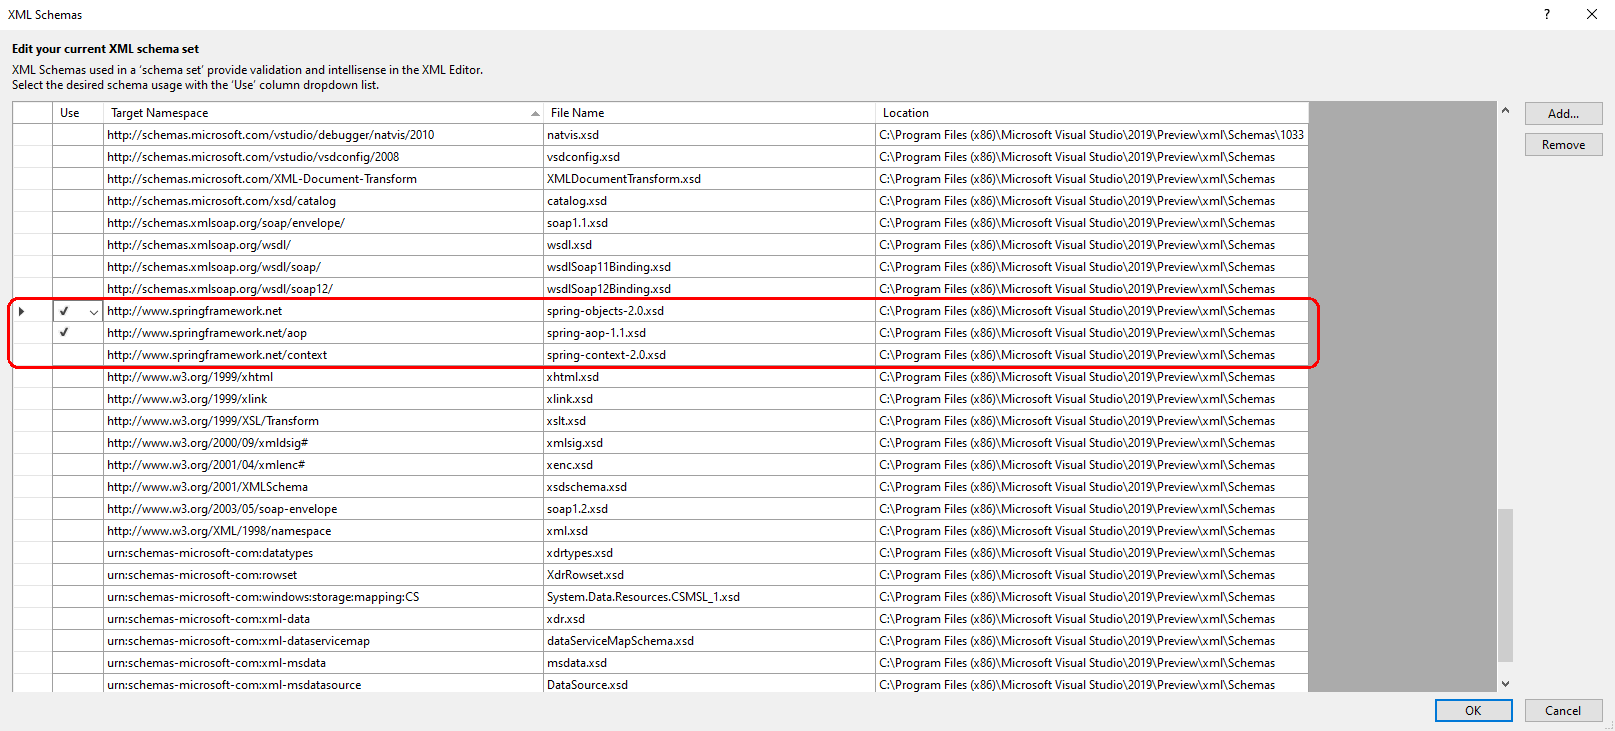 XML Schemas ?
Edit your current XML schema set
XML Schemas used in a 'schema set' provide validation and intellisense in the XML Editor.
Select the desired schema usage with the 'Use' column dropdown list.
Use Target Namespace File Name Location Add...
http://schemas.microsoft.com/vstudio/debugger/natvis/2010 natvis.xsd C:\Program Files (x86)\Microsoft Visual Studio\2019\Preview\xml\Schemas\1033
Remove
http://schemas.microsoft.com/vstudio/vsdconfig/2008 vsdconfig.xsd C:\Program Files (x86)\Microsoft Visual Studio\2019\Preview\xml\Schemas
http://schemas.microsoft.com/XML-Document-Transform XMLDocumentTransform.xsd C:\Program Files (x86)\Microsoft Visual Studio\2019\Preview\xml\Schemas
http://schemas.microsoft.com/xsd/catalog catalog.xsd C:\Program Files (x86)\Microsoft Visual Studio\2019\Preview\xml\Schemas
http://schemas.xmlsoap.org/soap/envelope/ soap1.1.xsd C:\Program Files (x86)\Microsoft Visual Studio\2019\Preview\xml\Schemas
http://schemas.xmlsoap.org/wsdl/ wsdl.xsd C:\Program Files (x86)\Microsoft Visual Studio\2019\Preview\xml\Schemas
http://schemas.xmlsoap.org/wsdl/soap/ wsdlSoap11Binding.xsd C:\Program Files (x86)\Microsoft Visual Studio\2019\Preview\xml\Schemas
http://schemas.xmlsoap.org/wsdl/soap12/ wsdlSoap12Binding.xsd C:\Program Files (x86)\Microsoft Visual Studio\2019\Preview\xml\Schemas
http://www.springframework.net spring-objects-2.0.xsd C:\Program Files (x86)\Microsoft Visual Studio\2019\Preview\xml\Schemas
http://www.springframework.net/aop spring-aop-1.1.xsd C:\Program Files (x86)\Microsoft Visual Studio\2019\Preview\xml\Schemas
http://www.springframework.net/context spring-context-2.0.xsd C:\Program Files (x86)\Microsoft Visual Studio\2019\Preview\xml\Schemas
http://www.w3.org/1999/xhtml xhtml.xsd C:\Program Files (x86)\Microsoft Visual Studio\2019\Preview\xml\Schemas
http://www.w3.org/1999/xlink xlink.xsd C:\Program Files (x86)\Microsoft Visual Studio\2019\Preview\xml\Schemas
http://www.w3.org/1999/XSL/Transform xslt.xsd C:\Program Files (x86)\Microsoft Visual Studio\2019\Preview\xml\Schemas
http://www.w3.org/2000/09/xmldsig# xmlsig.xsd C:\Program Files (x86)\Microsoft Visual Studio\2019\Preview\xml\Schemas
http://www.w3.org/2001/04/xmlenc# xenc.xsd C:\Program Files (x86)\Microsoft Visual Studio\2019\Preview\xml\Schemas
http://www.w3.org/2001/XMLSchema xsdschema.xsd C:\Program Files (x86)\Microsoft Visual Studio\2019\Preview\xml\Schemas
http://www.w3.org/2003/05/soap-envelope soap1.2.xsd C:\Program Files (x86)\Microsoft Visual Studio\2019\Preview\xml\Schemas
http://www.w3.org/XML/1998/namespace xml.xsd C:\Program Files (x86)\Microsoft Visual Studio\2019\Preview\xml\Schemas
urn:schemas-microsoft-com:datatypes xdrtypes.xsd C:\Program Files (x86)\Microsoft Visual Studio\2019\Preview\xml\Schemas
urn:schemas-microsoft-com:rowset XdrRowset.xsd C:\Program Files (x86)\Microsoft Visual Studio\2019\Preview\xml\Schemas
urn:schemas-microsoft-com:windows:storage:mapping:CS System.Data.Resources.CSMSL_1.xsd C:\Program Files (x86)\Microsoft Visual Studio\2019\Preview\xml\Schemas
urn:schemas-microsoft-com:xml-data xdr.xsd C:\Program Files (x86)\Microsoft Visual Studio\2019\Preview\xml\Schemas
urn:schemas-microsoft-com:xml-dataservicemap dataServiceMapSchema.xsd C:\Program Files (x86)\Microsoft Visual Studio\2019\Preview\xml\Schemas
urn:schemas-microsoft-com:xml-msdata msdata.xsd C:\Program Files (x86)\Microsoft Visual Studio\2019\Preview\xml\Schemas
urn:schemas-microsoft-com:xml-msdatasource DataSource.xsd C:\Program Files (x86)\Microsoft Visual Studio\2019\Preview\xml\Schemas
OK Cancel